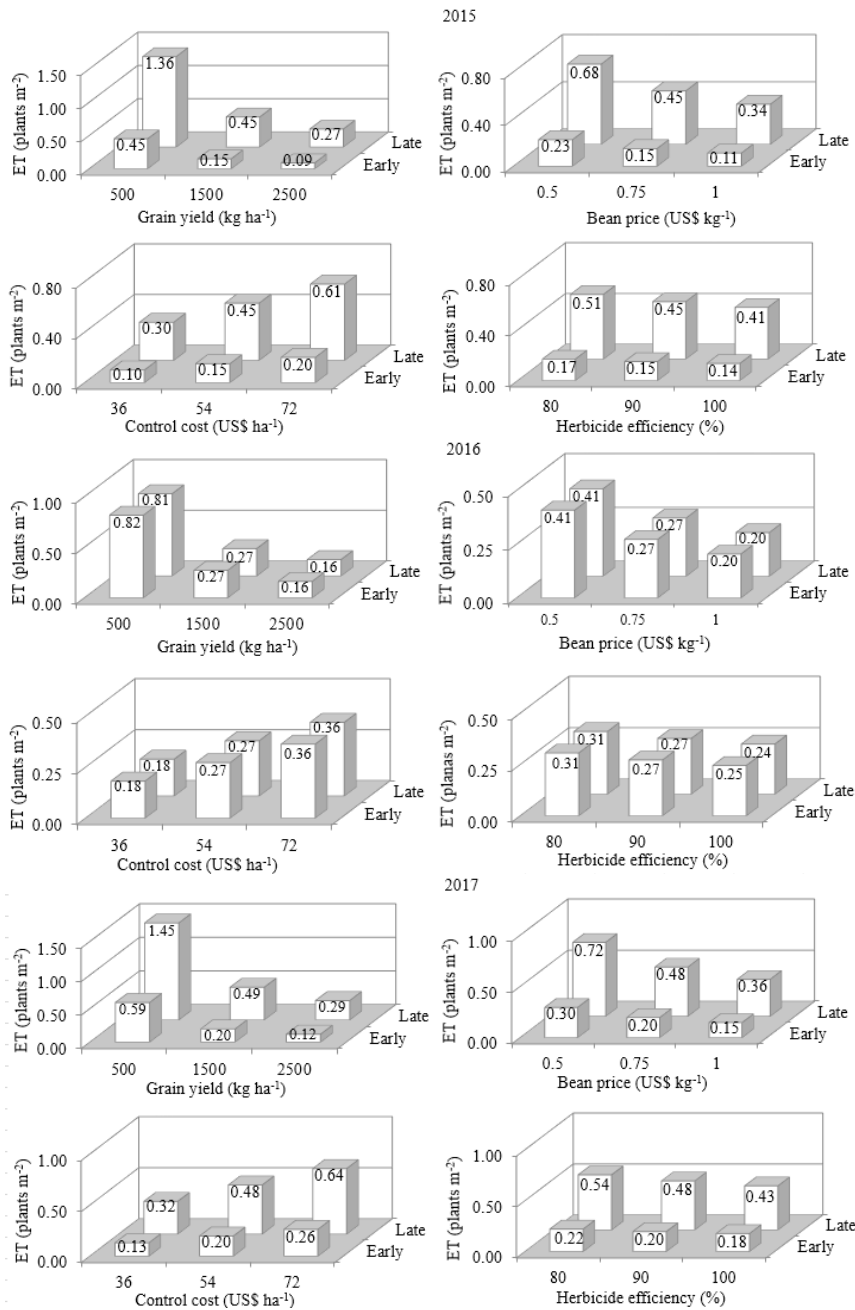 2015
ET (plants m-2)
1.50
1.00
0.50
0.00
1.36
0.45
0.27
0.45
0.15
0.09
Late
Early
500 1500 2500
Grain yield (kg ha-1)
ET (plants m-2)
0.80
0.40
0.00
0.68
0.45
0.34
0.23
0.15
0.11
Late
Early
0.5 0.75 1
Bean price (US$ kg-1)
ET (plants m-2)
0.80
0.40
0.00
0.30
0.45
0.61
0.10
0.15
0.20
Late
Early
36 54 72
Control cost (US$ ha-1)
ET (plants m-2)
0.80
0.40
0.00
0.51
0.45
0.41
0.17
0.15
0.14
Late
Early
80 90 100
Herbicide efficiency (%)
2016
ET (plants m-2)
1.00
0.50
0.00
0.81
0.27
0.16
0.82
0.27
0.16
Late
Early
500 1500 2500
Grain yield (kg ha-1)
ET (plants m-2)
0.50
0.25
0.00
0.41
0.27
0.20
0.41
0.27
0.20
Late
Early
0.5 0.75 1
Bean price (US$ kg-1)
ET (plants m-2)
0.50
0.25
0.00
0.18
0.27
0.36
0.18
0.27
0.36
Late
Early
36 54 72
Control cost (US$ ha-1)
ET (planas m-2)
0.50
0.25
0.00
0.31
0.27
0.24
0.31
0.27
0.25
Late
Early
80 90 100
Herbicide efficiency (%)
2017
ET (plants m-2)
1.50
1.00
0.50
0.00
1.45
0.49
0.29
0.59
0.20
0.12
Late
Early
500 1500 2500
Grain yield (kg ha-1)
ET (plants m-2)
1.00
0.50
0.00
0.72
0.48
0.36
0.30
0.20
0.15
Late
Early
0.5 0.75 1
Bean price (US$ kg-1)
ET (plants m-2)
1.00
0.50
0.00
0.32
0.48
0.64
0.13
0.20
0.26
Late
Early
36 54 72
Control cost (US$ ha-1)
ET (plants m-2)
1.00
0.50
0.00
0.54
0.48
0.43
0.22
0.20
0.18
Late
Early
80 90 100
Herbicide efficiency (%)